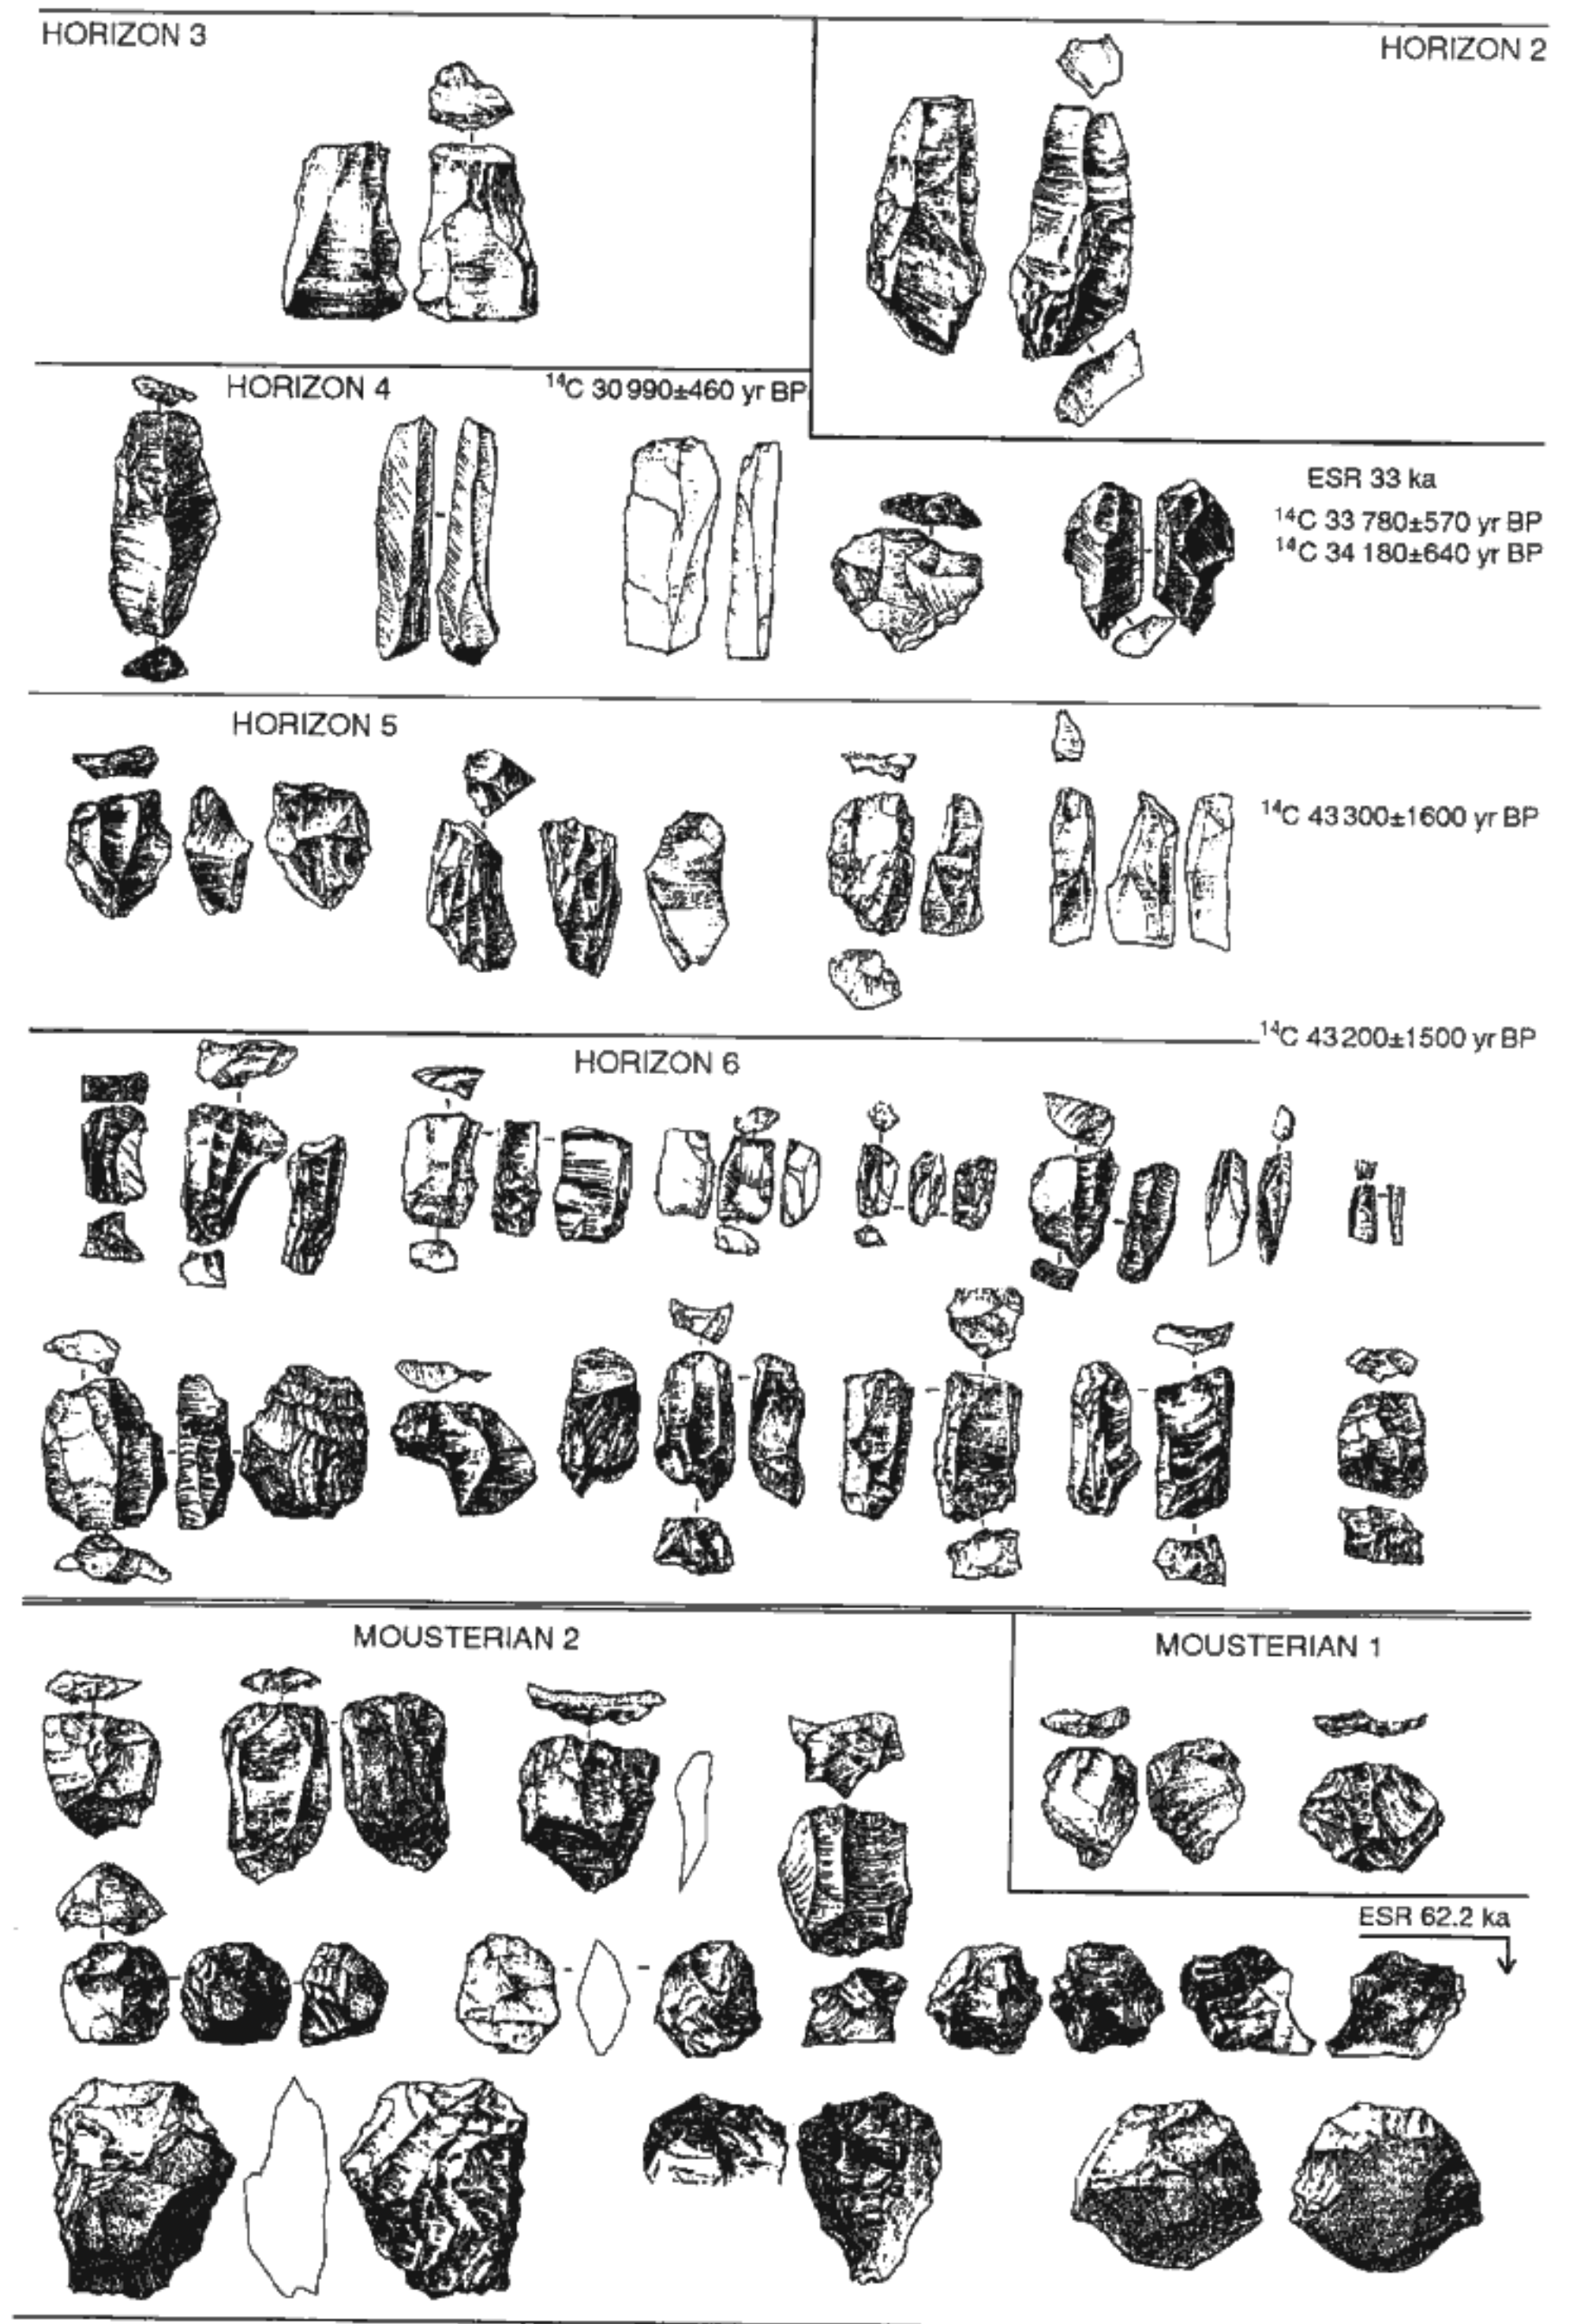 HORIZON 3
HORIZON 2
HORIZON 4
¹⁴C 30 990±460 yr BP
ESR 33 ka
¹⁴C 33 780±570 yr BP
¹⁴C 34 180±640 yr BP
HORIZON 5
¹⁴C 43 300±1600 yr BP
¹⁴C 43 200±1500 yr BP
HORIZON 6
MOUSTERIAN 2
MOUSTERIAN 1
ESR 62.2 ka